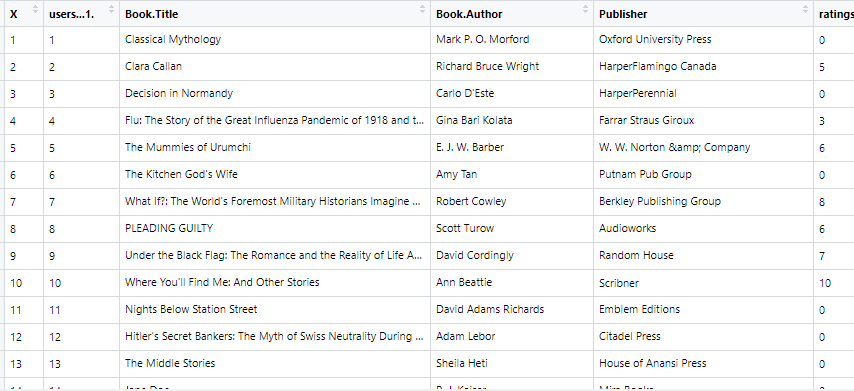 X users...1. Book.Title Book.Author Publisher ratings
1 1 Classical Mythology Mark P. O. Morford Oxford University Press 0
2 2 Clara Callan Richard Bruce Wright HarperFlamingo Canada 5
3 3 Decision in Normandy Carlo D'Este HarperPerennial 0
4 4 Flu: The Story of the Great Influenza Pandemic of 1918 and t... Gina Bari Kolata Farrar Straus Giroux 3
5 5 The Mummies of Urumchi E. J. W. Barber W. W. Norton &amp; Company 6
6 6 The Kitchen God's Wife Amy Tan Putnam Pub Group 0
7 7 What If?: The World's Foremost Military Historians Imagine ... Robert Cowley Berkley Publishing Group 8
8 8 PLEADING GUILTY Scott Turow Audioworks 6
9 9 Under the Black Flag: The Romance and the Reality of Life A... David Cordingly Random House 7
10 10 Where You'll Find Me: And Other Stories Ann Beattie Scribner 10
11 11 Nights Below Station Street David Adams Richards Emblem Editions 0
12 12 Hitler's Secret Bankers: The Myth of Swiss Neutrality During ... Adam Lebor Citadel Press 0
13 13 The Middle Stories Sheila Heti House of Anansi Press 0